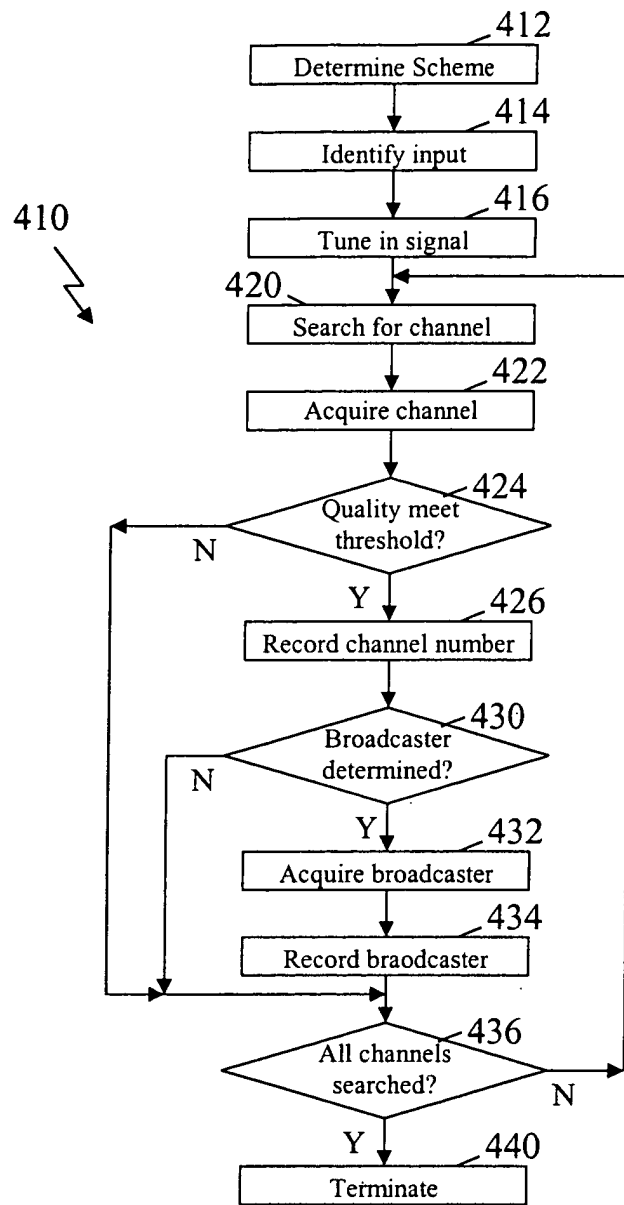 412
Determine Scheme
414
Identify input
410
416
Tune in signal
420
Search for channel
422
Acquire channel
424
Quality meet
threshold?
N
Y
426
Record channel number
430
Broadcaster
determined?
N
Y
432
Acquire broadcaster
434
Record braodcaster
436
All channels
searched?
N
Y
440
Terminate